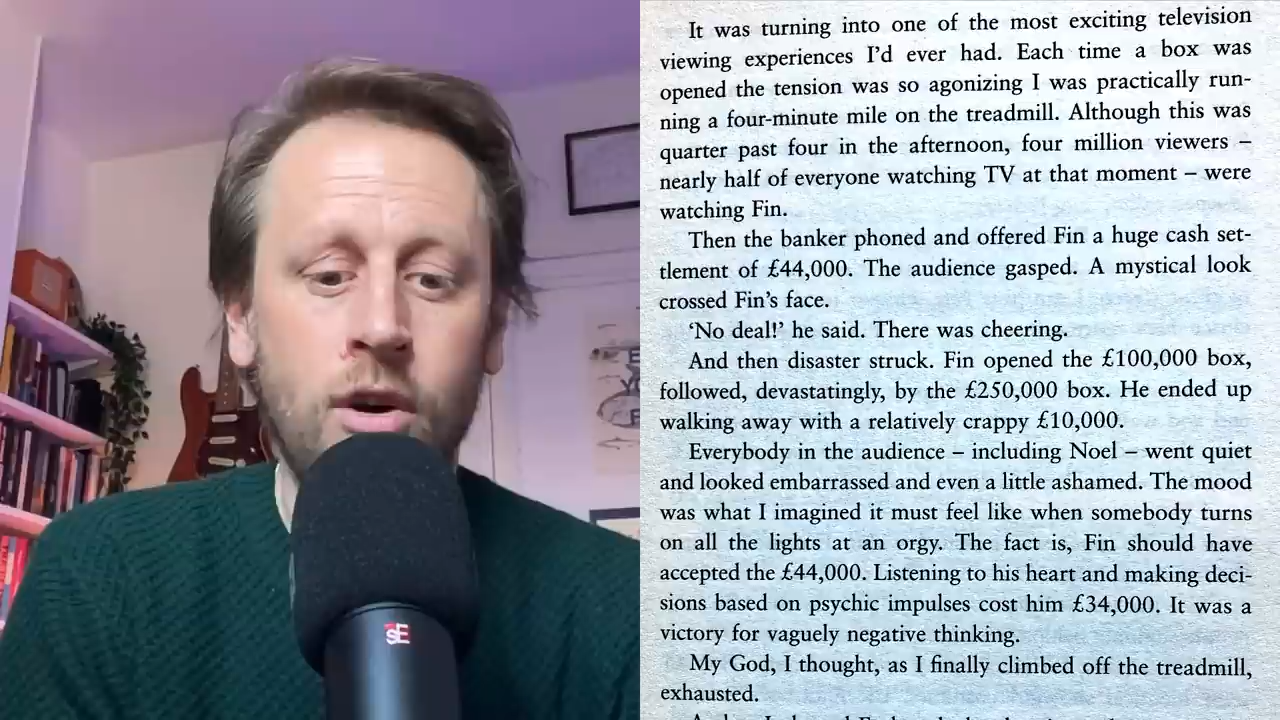 It was turning into one of the most exciting television
viewing experiences I'd ever had. Each time a box was
opened the tension was so agonizing I was practically run-
ning a four-minute mile on the treadmill. Although this was
quarter past four in the afternoon, four million viewers –
nearly half of everyone watching TV at that moment – were
watching Fin.
Then the banker phoned and offered Fin a huge cash set-
tlement of £44,000. The audience gasped. A mystical look
crossed Fin's face.
'No deal!' he said. There was cheering.
And then disaster struck. Fin opened the £100,000 box,
followed, devastatingly, by the £250,000 box. He ended up
walking away with a relatively crappy £10,000.
Everybody in the audience – including Noel – went quiet
and looked embarrassed and even a little ashamed. The mood
was what I imagined it must feel like when somebody turns
on all the lights at an orgy. The fact is, Fin should have
accepted the £44,000. Listening to his heart and making deci-
sions based on psychic impulses cost him £34,000. It was a
victory for vaguely negative thinking.
My God, I thought, as I finally climbed off the treadmill,
exhausted.
sE